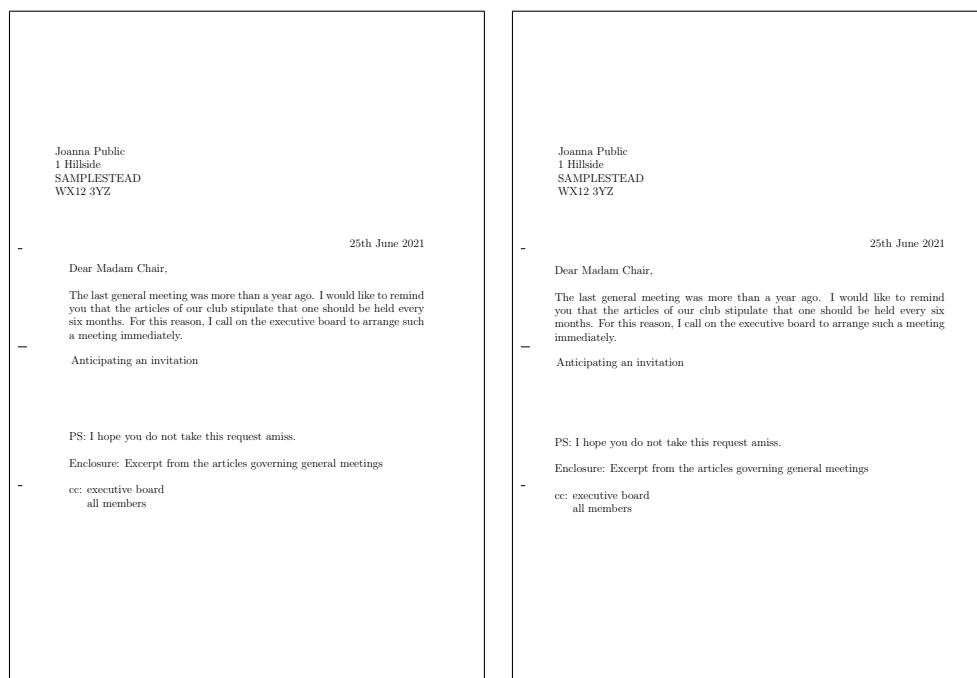 Joanna Public
1 Hillside
SAMPLESTEAD
WX12 3YZ
25th June 2021
Dear Madam Chair,
The last general meeting was more than a year ago. I would like to remind
you that the articles of our club stipulate that one should be held every
six months. For this reason, I call on the executive board to arrange such
a meeting immediately.
Anticipating an invitation
PS: I hope you do not take this request amiss.
Enclosure: Excerpt from the articles governing general meetings
cc: executive board
all members
Joanna Public
1 Hillside
SAMPLESTEAD
WX12 3YZ
25th June 2021
Dear Madam Chair,
The last general meeting was more than a year ago. I would like to remind
you that the articles of our club stipulate that one should be held every six
months. For this reason, I call on the executive board to arrange such a meeting
immediately.
Anticipating an invitation
PS: I hope you do not take this request amiss.
Enclosure: Excerpt from the articles governing general meetings
cc: executive board
all members